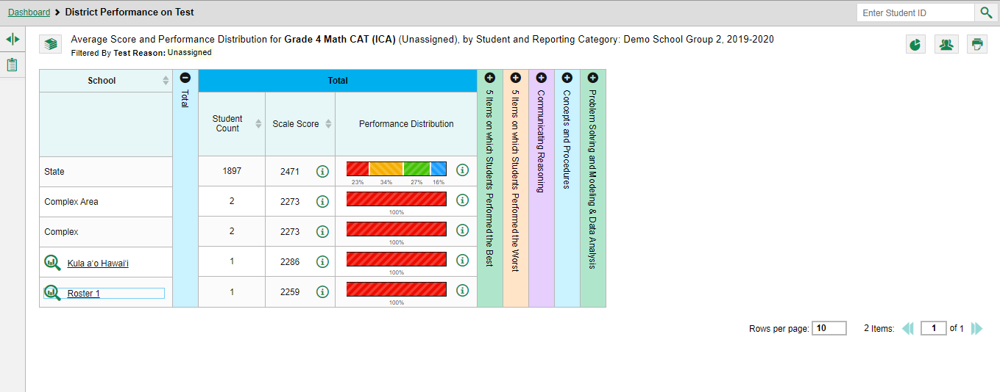 Dashboard > District Performance on Test
Enter Student ID
Average Score and Performance Distribution for Grade 4 Math CAT (ICA) (Unassigned), by Student and Reporting Category: Demo School Group 2, 2019-2020
Filtered By Test Reason: Unassigned
School
Total
Total
Student Count
Scale Score
Performance Distribution
5 Items on which Students Performed the Best
5 Items on which Students Performed the Worst
Communicating Reasoning
Concepts and Procedures
Problem Solving and Modeling & Data Analysis
State 1897 2471
23% 34% 27% 16%
Complex Area 2 2273
100%
Complex 2 2273
100%
Kula aʻo Hawaiʻi 1 2286
100%
Roster 1 1 2259
100%
Rows per page: 10 2 Items: 1 of 1